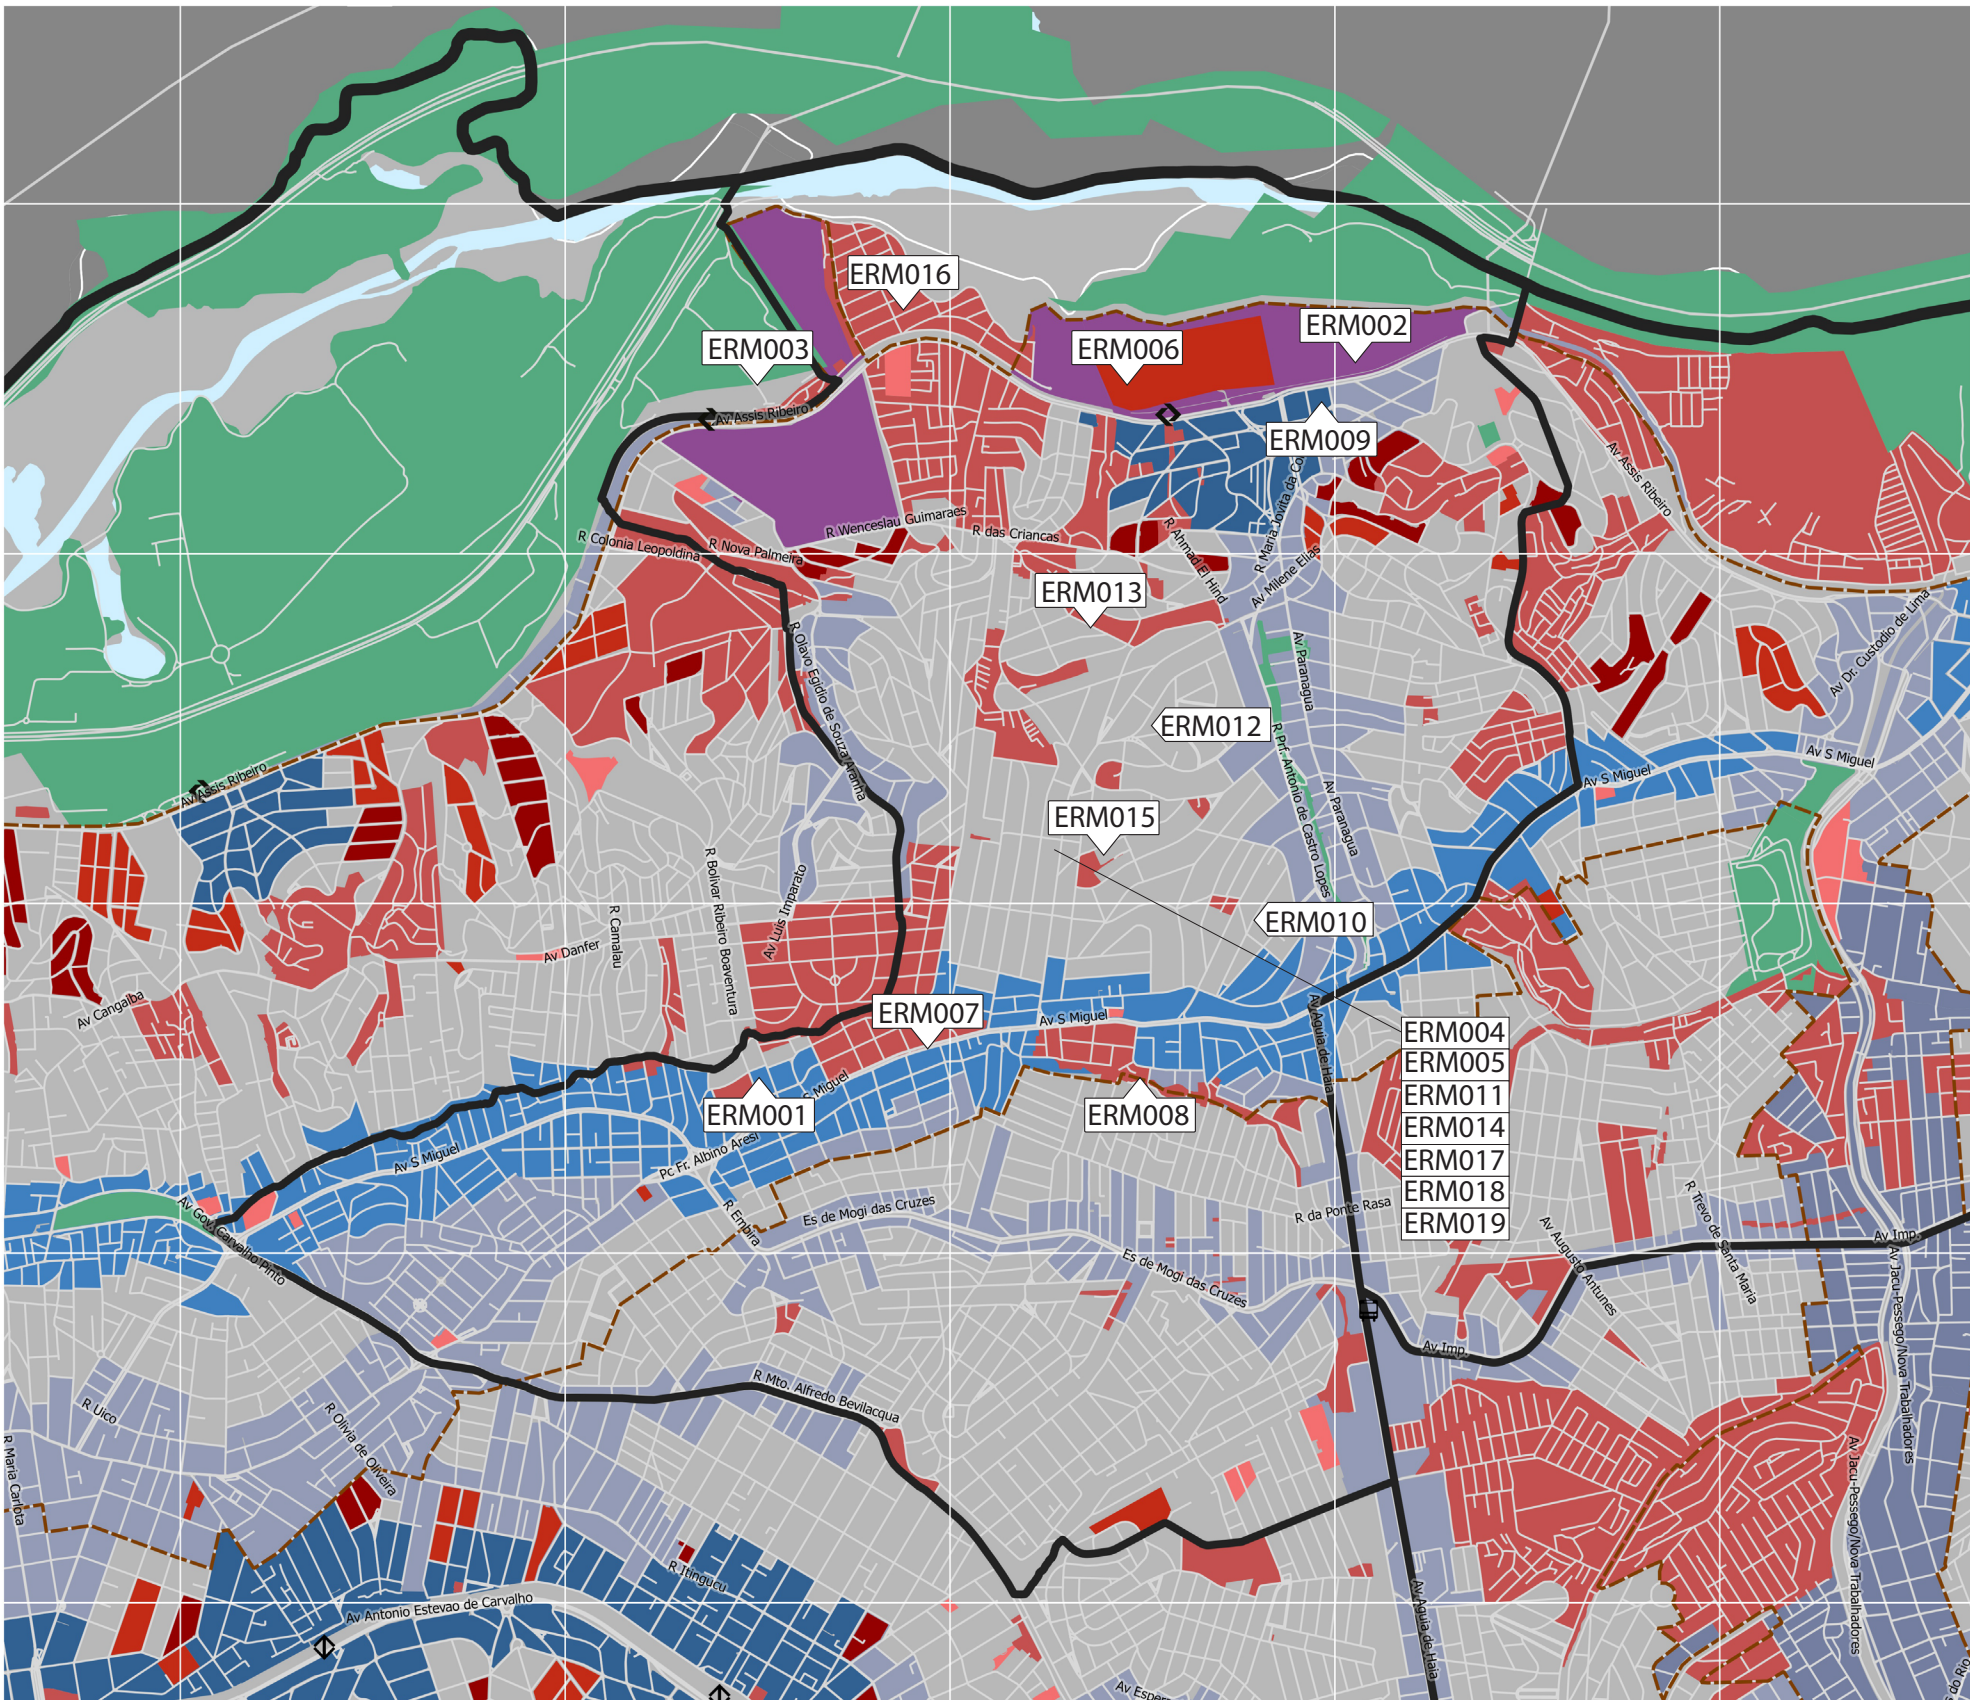 ERM016
ERM002
ERM003
ERM006
Av Assis Ribeiro
ERM009
Av Assis Ribeiro
R Maria Jovita da
R Wenceslau Guimaraes
R das Criancas
R Colonia Leopoldina
R Nova Palmeira
R Ahmad El Hind
Av Milene Elias
ERM013
R Olavo Egidio de Souza Aranha
Av Paranagua
Av Dr. Custodio de Lima
ERM012
R Prf. Antonio de Castro Lopes
Av S Miguel
Av S Miguel
Av Assis Ribeiro
Av Paranagua
ERM015
R Bolivar Ribeiro Boaventura
Av Luis Imparato
R Camalau
Av Danfer
ERM010
Av Cangaiba
ERM007
Av S Miguel
Av Aguia de Haia
ERM004
ERM005
ERM011
ERM014
ERM017
ERM018
ERM019
ERM001
S Miguel
ERM008
Av S Miguel
Pc Fr. Albino Aresi
R Embira
Es de Mogi das Cruzes
R da Ponte Rasa
R Trevo de Santa Maria
Av Gov. Carvalho Pinto
Av Augusto Antunes
Av Imp.
Es de Mogi das Cruzes
Av Jacu-Pessego/Nova Trabalhadores
Av Imp.
R Mto. Alfredo Bevilacqua
R Uico
R Olivia de Oliveira
R Maria Carlota
Av Jacu-Pessego/Nova Trabalhadores
R Itingucu
Av Antonio Estevao de Carvalho
Av Aguia de Haia
do Rio
Av Esper